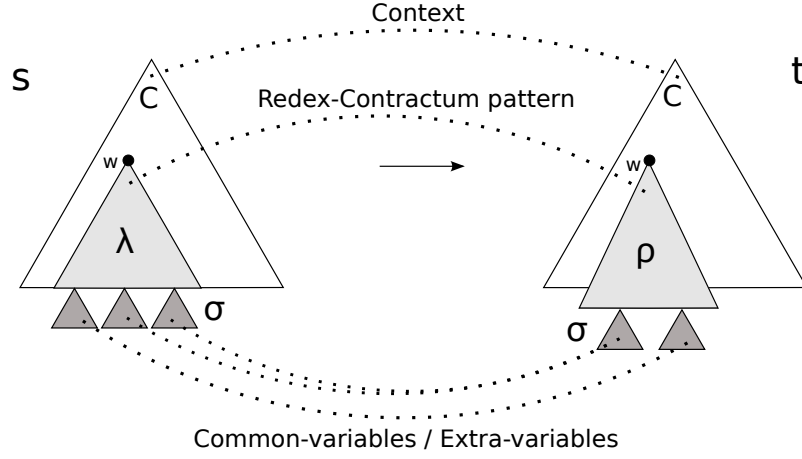 Context
s
t
C
C
Redex-Contractum pattern
w
w
λ
ρ
σ
σ
Common-variables / Extra-variables